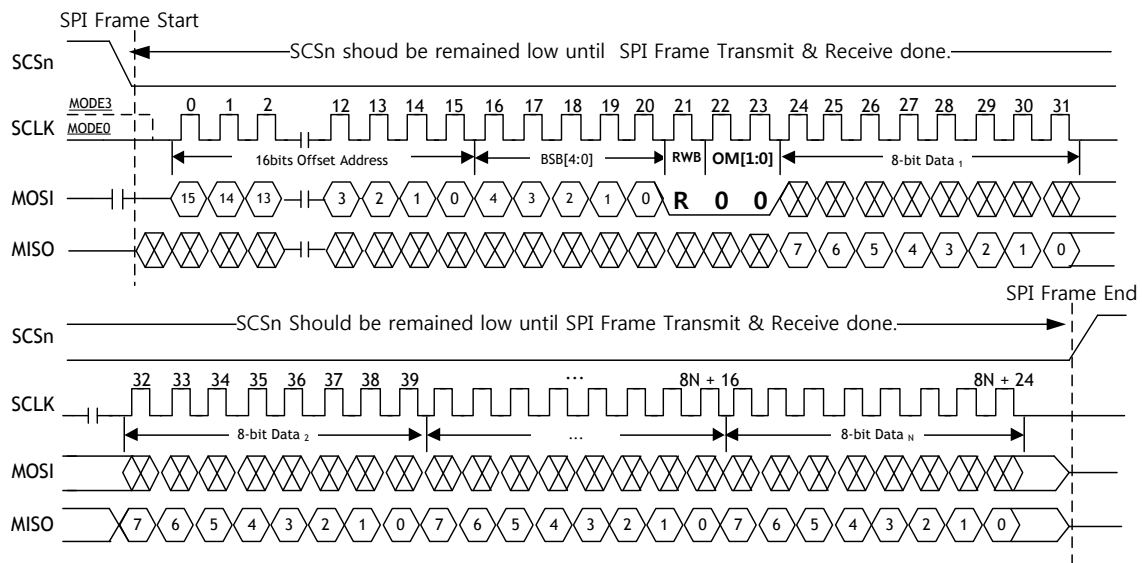 SPI Frame Start
SCSn
SCSn shoud be remained low until SPI Frame Transmit & Receive done.
MODE3
0 1 2 12 13 14 15 16 17 18 19 20 21 22 23 24 25 26 27 28 29 30 31
SCLK
MODE0
16bits Offset Address BSB[4:0] RWB OM[1:0] 8-bit Data 1
MOSI 15 14 13 3 2 1 0 4 3 2 1 0 R 0 0
MISO 7 6 5 4 3 2 1 0
SPI Frame End
SCSn
SCSn Should be remained low until SPI Frame Transmit & Receive done.
32 33 34 35 36 37 38 39 ... 8N + 16 8N + 24
SCLK
8-bit Data 2 ... 8-bit Data N
MOSI
MISO 7 6 5 4 3 2 1 0 7 6 5 4 3 2 1 0 7 6 5 4 3 2 1 0